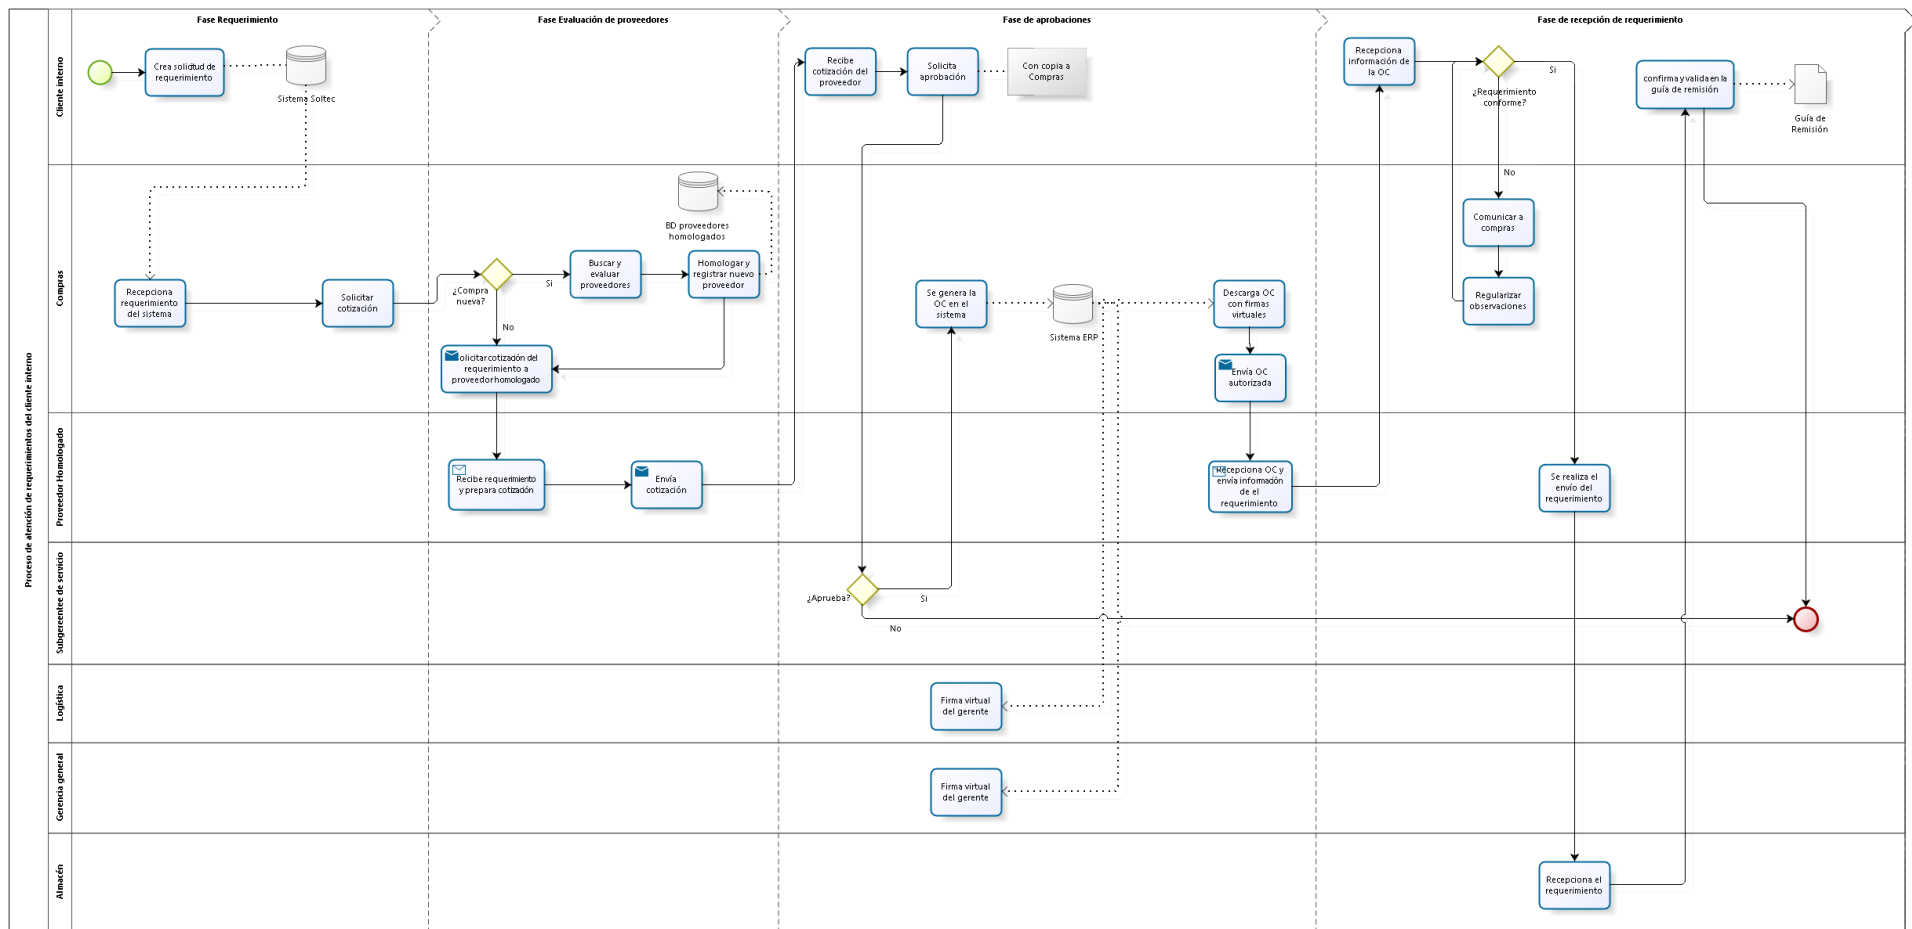 Fase Requerimiento
Fase Evaluación de proveedores
Fase de aprobaciones
Fase de recepción de requerimiento
Proceso de atención de requerimientos del cliente interno
Cliente interno
Crea solicitud de
requerimiento
Sistema Soltec
Recibe
cotización del
proveedor
Solicita
aprobación
Con copia a
Compras
Recepciona
información de
la OC
¿Requerimiento
conforme?
Si
No
confirma y valida en la
guía de remisión
Guía de
Remisión
Compras
Recepciona
requerimiento
del sistema
Solicitar
cotización
¿Compra
nueva?
Si
No
Buscar y
evaluar
proveedores
Homologar y
registrar nuevo
proveedor
BD proveedores
homologados
olicitar cotización del
requerimiento a
proveedor homologado
Se genera la
OC en el
sistema
Sistema ERP
Descarga OC
con firmas
virtuales
Envía OC
autorizada
Comunicar a
compras
Regularizar
observaciones
Proveedor Homologado
Recibe requerimiento
y prepara cotización
Envía
cotización
Recepciona OC y
envía información
de el
requerimiento
Se realiza el
envío del
requerimiento
Subgereentee de servicio
¿Aprueba?
Si
No
Logística
Firma virtual
del gerente
Gerencia general
Firma virtual
del gerente
Almacén
Recepciona el
requerimiento